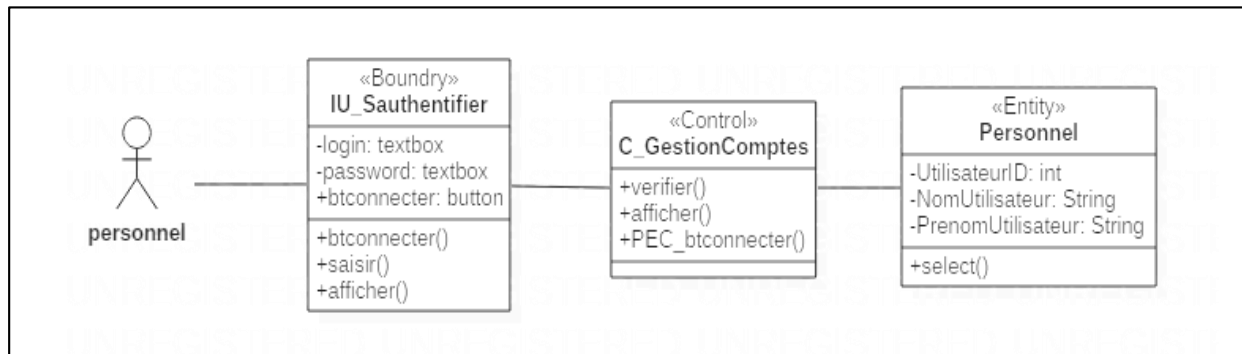 «Boundry»
IU_Sauthentifier
-login: textbox
-password: textbox
+btconnecter: button
+btconnecter()
+saisir()
+afficher()
personnel
«Control»
C_GestionComptes
+verifier()
+afficher()
+PEC_btconnecter()
«Entity»
Personnel
-UtilisateurID: int
-NomUtilisateur: String
-PrenomUtilisateur: String
+select()